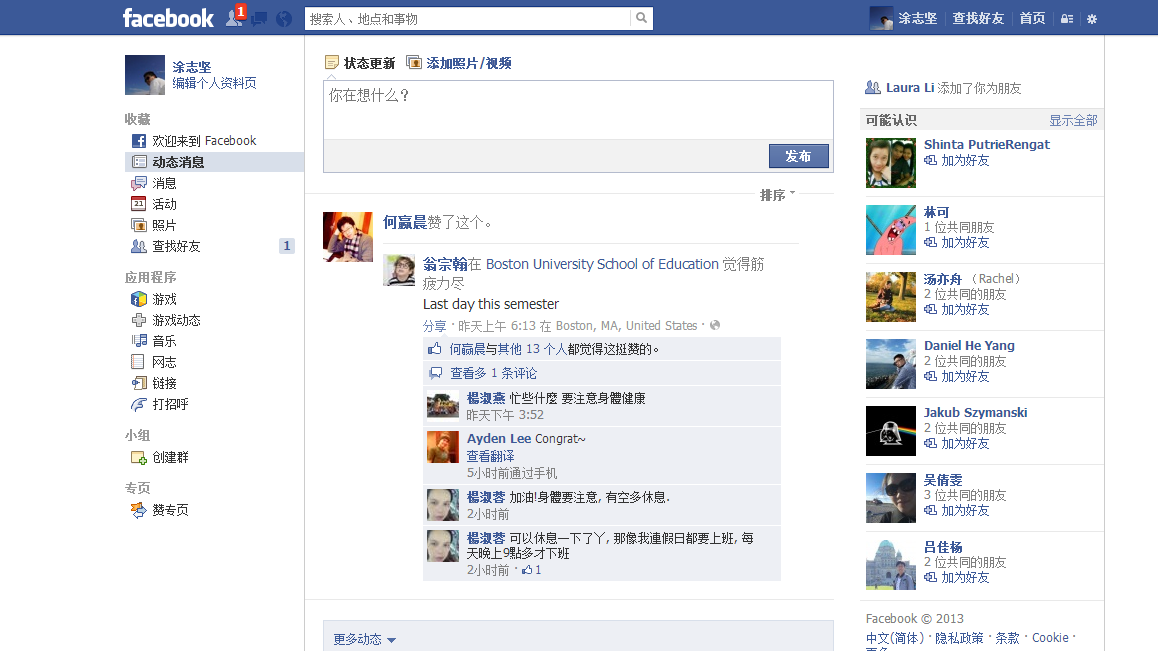 facebook
1
搜索人、地点和事物
涂志坚
查找好友
首页
涂志坚
编辑个人资料页
收藏
欢迎来到 Facebook
动态消息
消息
21
活动
照片
查找好友
1
应用程序
游戏
游戏动态
音乐
网志
链接
打招呼
小组
创建群
专页
赞专页
状态更新
添加照片/视频
你在想什么？
发布
排序
何赢晨赞了这个。
翁宗翰在 Boston University School of Education 觉得筋
疲力尽
Last day this semester
分享 · 昨天上午 6:13 在 Boston, MA, United States ·
何赢晨与其他 13 个人都觉得这挺赞的。
查看多 1 条评论
楊淑燕 忙些什麼 要注意身體健康
昨天下午 3:52
Ayden Lee Congrat~
查看翻译
5小时前通过手机
楊淑蓉 加油!身體要注意, 有空多休息.
2小时前
楊淑蓉 可以休息一下了丫, 那像我連假日都要上班, 每
天晚上9點多才下班
2小时前 · 1
更多动态
Laura Li 添加了你为朋友
可能认识
显示全部
Shinta PutrieRengat
加为好友
林可
1 位共同朋友
加为好友
汤亦舟 （Rachel）
2 位共同的朋友
加为好友
Daniel He Yang
2 位共同的朋友
加为好友
Jakub Szymanski
2 位共同的朋友
加为好友
吴倩雯
3 位共同的朋友
加为好友
吕佳杨
2 位共同的朋友
加为好友
Facebook © 2013
中文(简体) · 隐私政策 · 条款 · Cookie ·